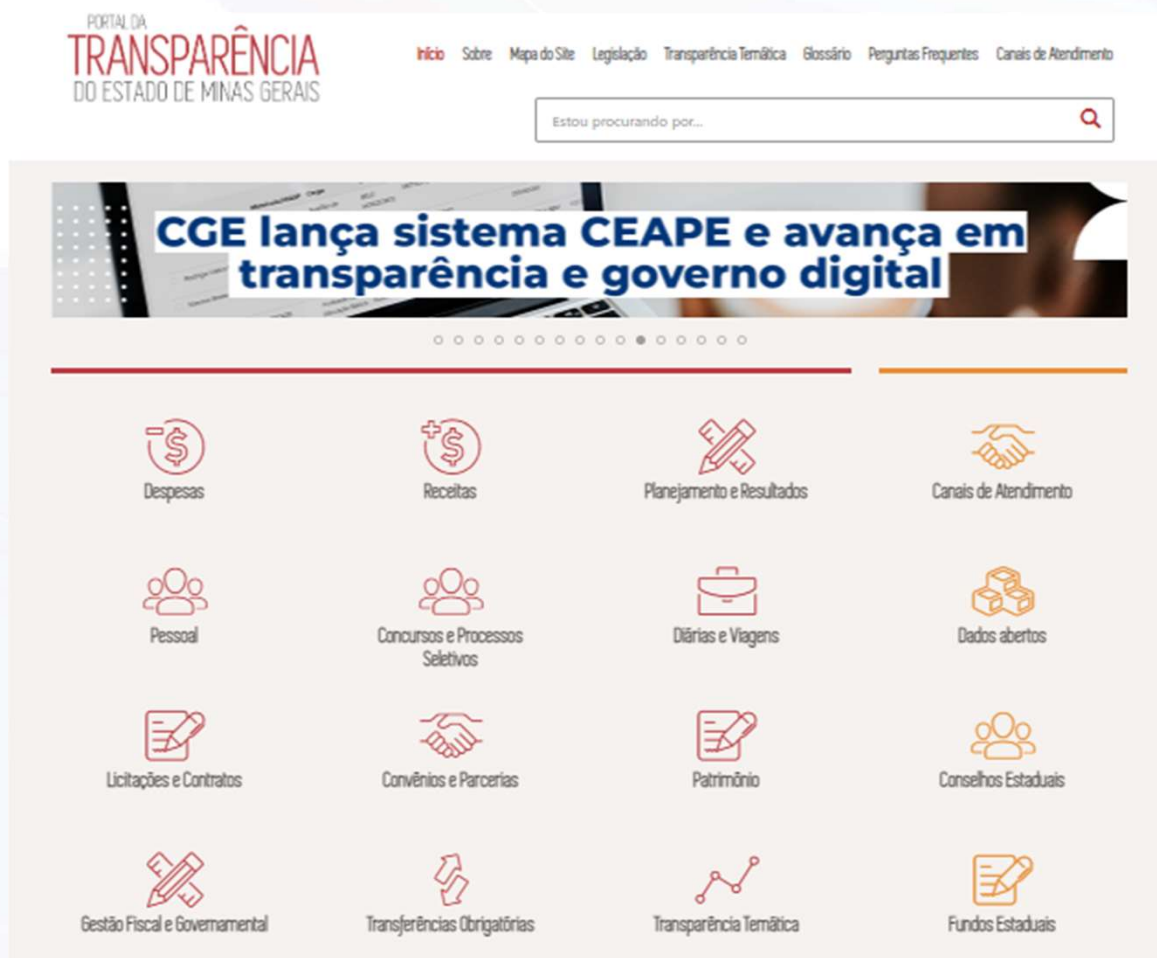 PORTAL DA
TRANSPARÊNCIA
DO ESTADO DE MINAS GERAIS
Início Sobre Mapa do Site Legislação Transparência Temática Glossário Perguntas Frequentes Canais de Atendimento
Estou procurando por...
CGE lança sistema CEAPE e avança em
transparência e governo digital
Despesas Receitas Planejamento e Resultados Canais de Atendimento
Pessoal Concursos e Processos Diárias e Viagens Dados abertos
Seletivos
Licitações e Contratos Convênios e Parcerias Patrimônio Conselhos Estaduais
Gestão Fiscal e Governamental Transferências Obrigatórias Transparência Temática Fundos Estaduais